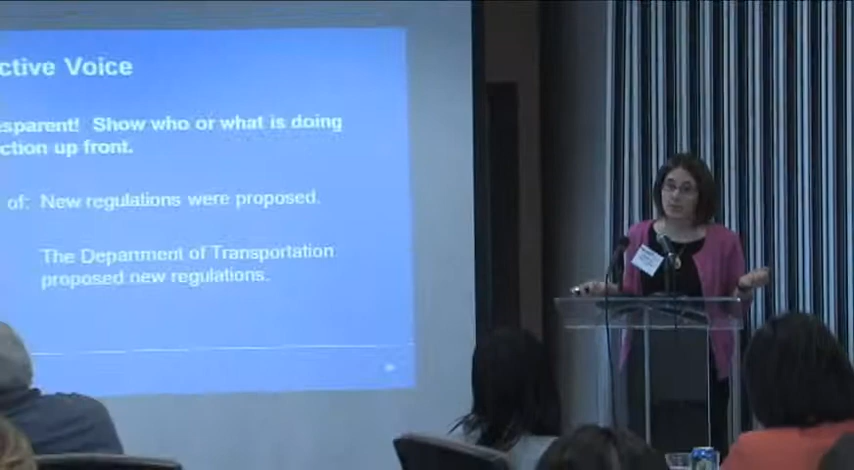 ctive Voice
sparent! Show who or what is doing
ction up front.
of: New regulations were proposed.
The Department of Transportation
proposed new regulations.